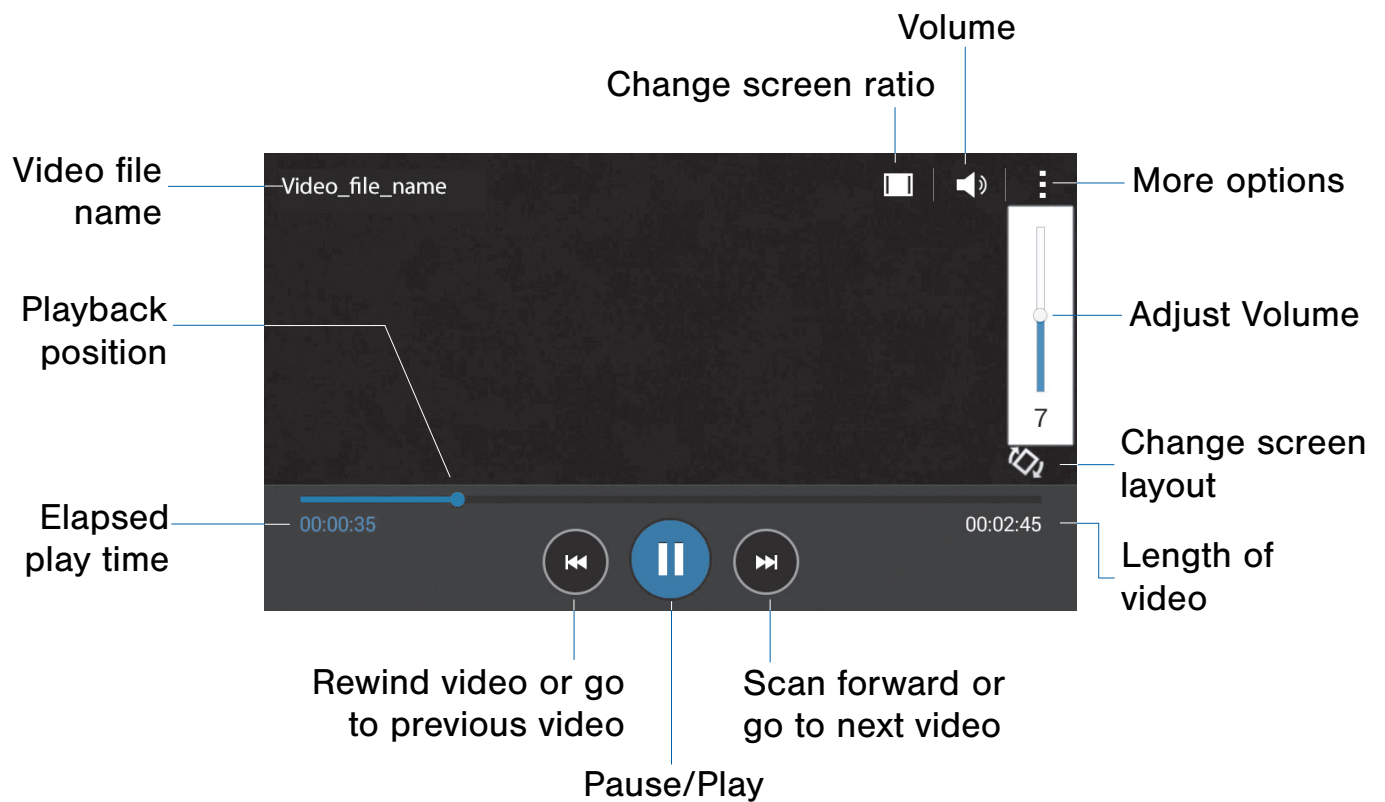 Volume
Change screen ratio
Video file
name
Video_file_name
More options
Playback
position
Adjust Volume
7
Change screen
layout
Elapsed
play time
00:00:35
00:02:45
Length of
video
Rewind video or go
to previous video
Scan forward or
go to next video
Pause/Play